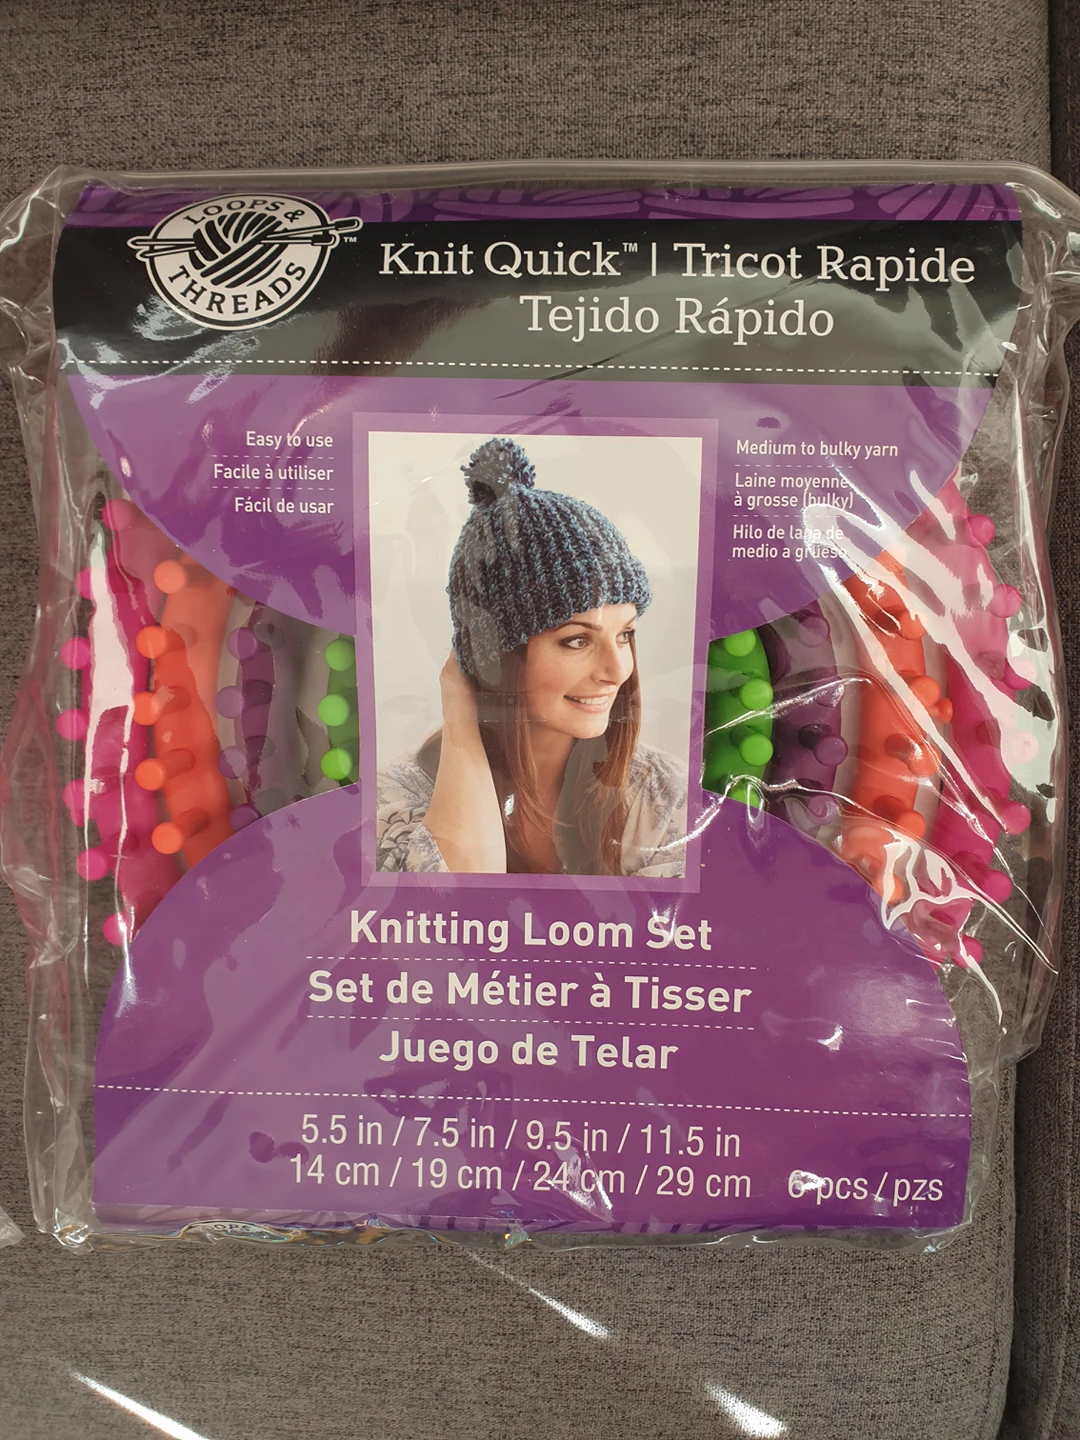 LOOPS &
THREADS™
Knit Quick™ | Tricot Rapide
Tejido Rápido
Easy to use
Facile à utiliser
Fácil de usar
Medium to bulky yarn
Laine moyenne
à grosse (bulky)
Hilo de lana de
medio a grueso
Knitting Loom Set
Set de Métier à Tisser
Juego de Telar
5.5 in / 7.5 in / 9.5 in / 11.5 in
14 cm / 19 cm / 24 cm / 29 cm
6 pcs / pzs
LOOPS